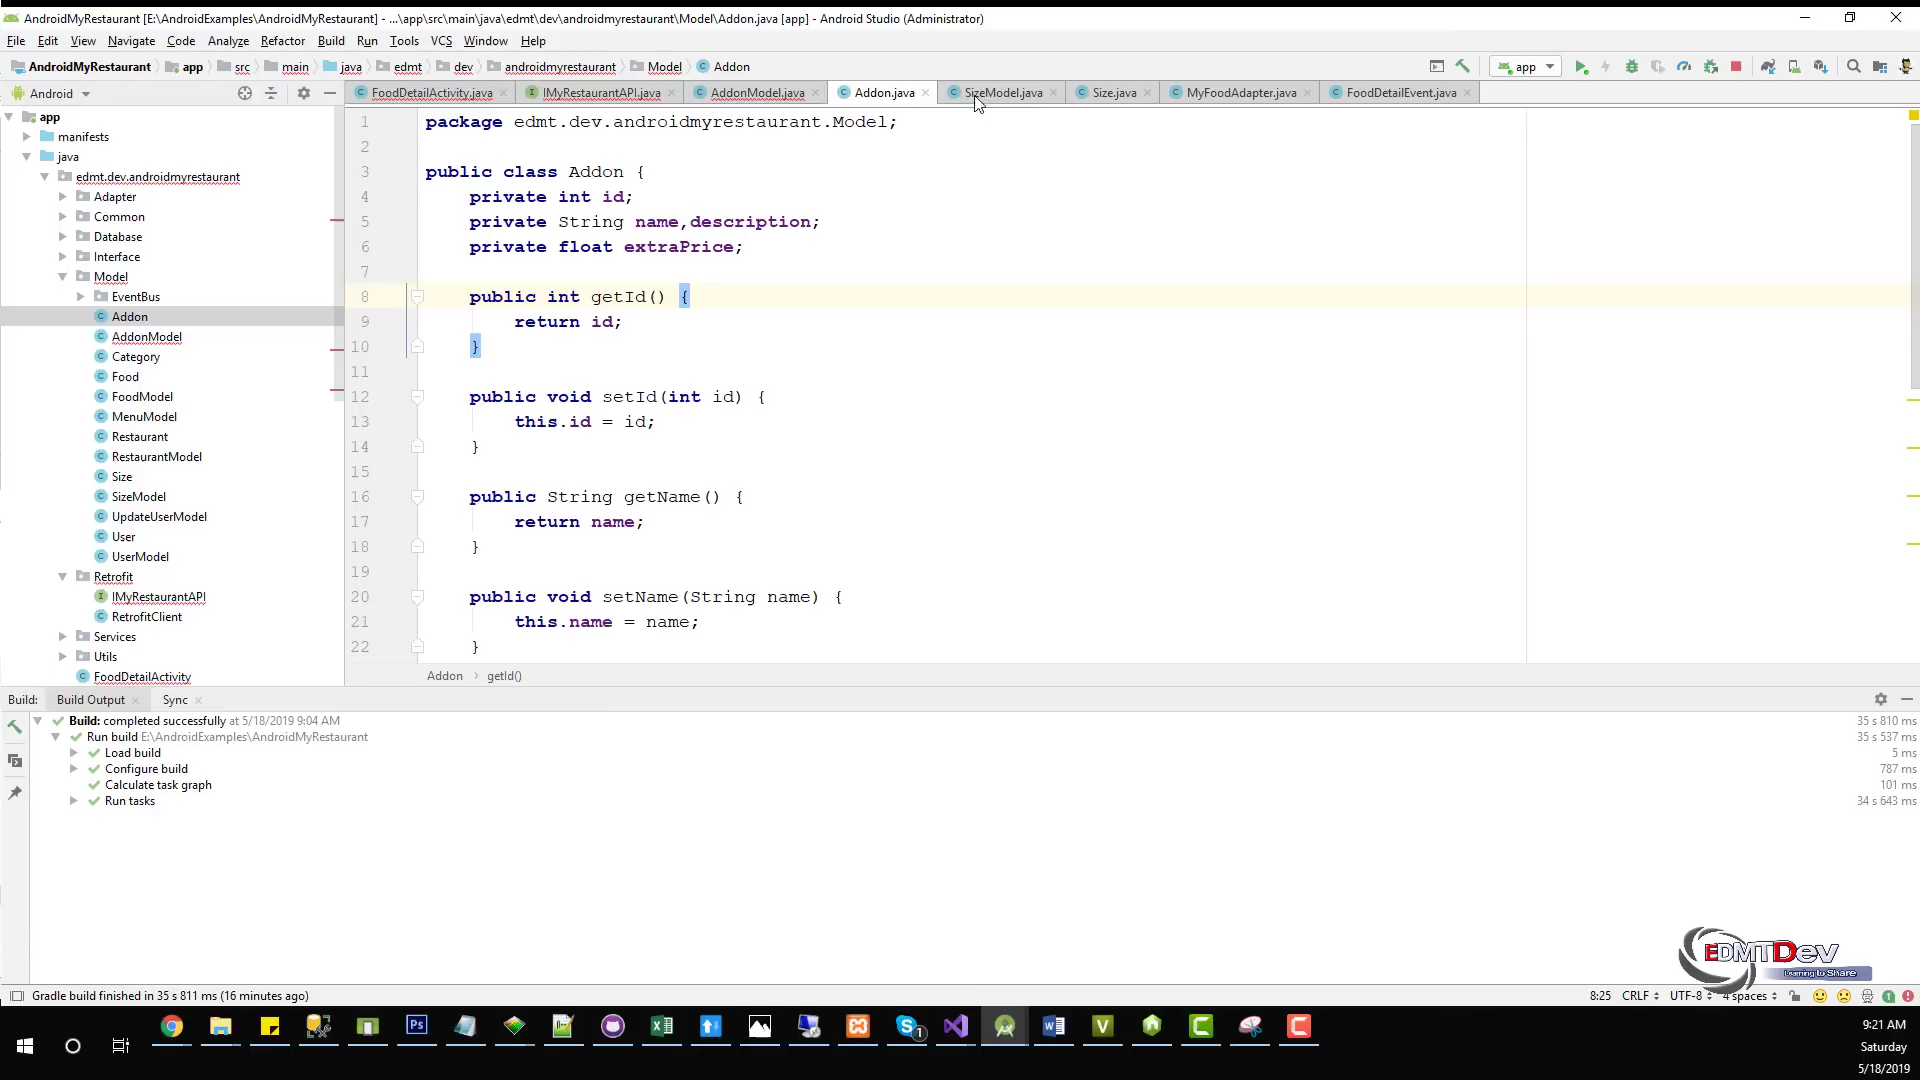 AndroidMyRestaurant [E:\AndroidExamples\AndroidMyRestaurant] - ...\app\src\main\java\edmt\dev\androidmyrestaurant\Model\Addon.java [app] - Android Studio (Administrator)
File Edit View Navigate Code Analyze Refactor Build Run Tools VCS Window Help
AndroidMyRestaurant app src main java edmt dev androidmyrestaurant Model Addon app
Android FoodDetailActivity.java IMyRestaurantAPI.java AddonModel.java Addon.java SizeModel.java Size.java MyFoodAdapter.java FoodDetailEvent.java
app
manifests
java
edmt.dev.androidmyrestaurant
Adapter
Common
Database
Interface
Model
EventBus
Addon
AddonModel
Category
Food
FoodModel
MenuModel
Restaurant
RestaurantModel
Size
SizeModel
UpdateUserModel
User
UserModel
Retrofit
IMyRestaurantAPI
RetrofitClient
Services
Utils
FoodDetailActivity
1 package edmt.dev.androidmyrestaurant.Model;
2
3 public class Addon {
4 private int id;
5 private String name,description;
6 private float extraPrice;
7
8 public int getId() {
9 return id;
10 }
11
12 public void setId(int id) {
13 this.id = id;
14 }
15
16 public String getName() {
17 return name;
18 }
19
20 public void setName(String name) {
21 this.name = name;
22 }
Addon › getId()
Build: Build Output Sync
Build: completed successfully at 5/18/2019 9:04 AM 35 s 810 ms
Run build E:\AndroidExamples\AndroidMyRestaurant 35 s 537 ms
Load build 5 ms
Configure build 787 ms
Calculate task graph 101 ms
Run tasks 34 s 643 ms
EDMTDev
Learning to Share
Gradle build finished in 35 s 811 ms (16 minutes ago) 8:25 CRLF UTF-8 4 spaces 1
9:21 AM
Saturday
5/18/2019